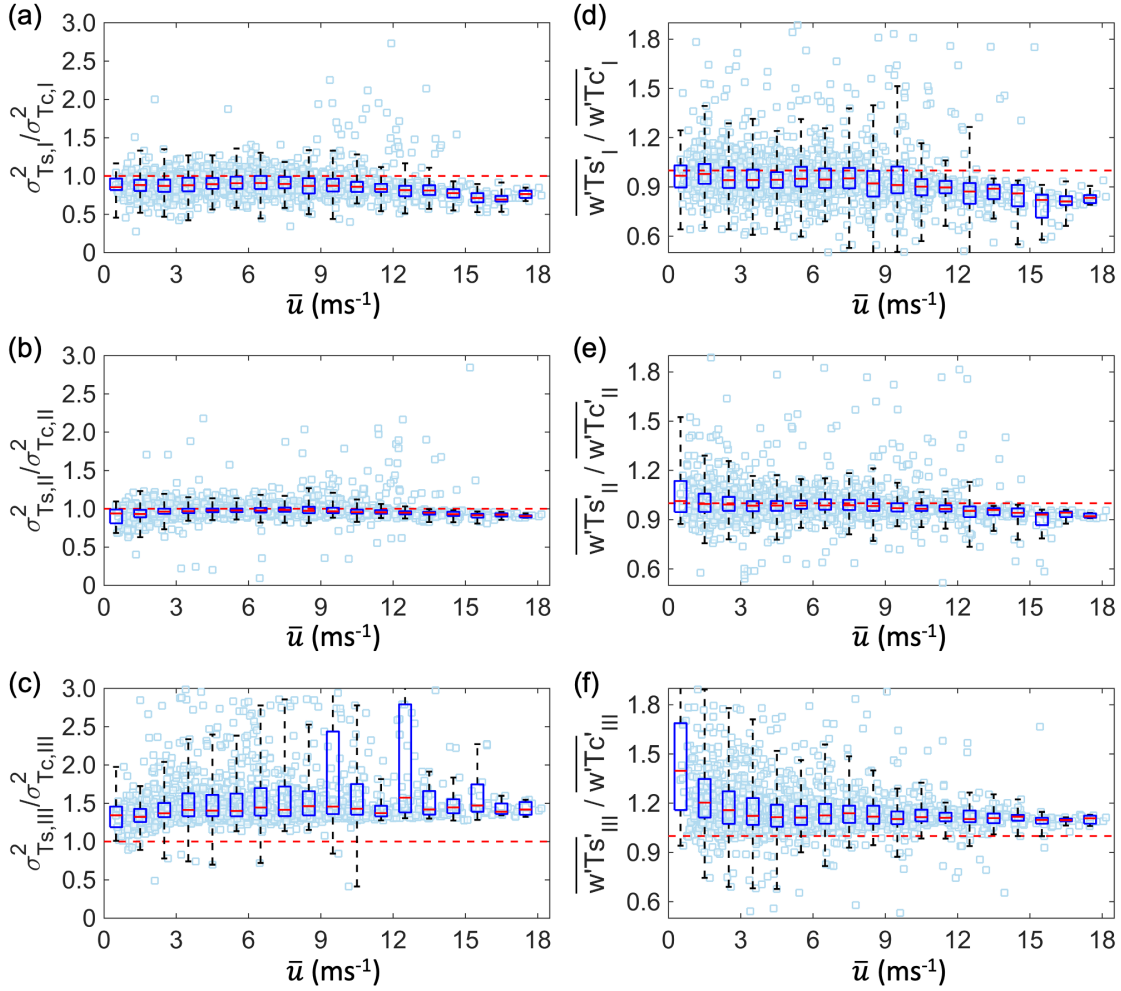 (a)
3.0
2.5
2.0
1.5
1.0
0.5
0
σ²Ts,I/σ²Tc,I
0 3 6 9 12 15 18
ū (ms⁻¹)
(d)
1.8
1.5
1.2
0.9
0.6
w'Ts'I / w'Tc'I
0 3 6 9 12 15 18
ū (ms⁻¹)
(b)
3.0
2.5
2.0
1.5
1.0
0.5
0
σ²Ts,II/σ²Tc,II
0 3 6 9 12 15 18
ū (ms⁻¹)
(e)
1.8
1.5
1.2
0.9
0.6
w'Ts'II / w'Tc'II
0 3 6 9 12 15 18
ū (ms⁻¹)
(c)
3.0
2.5
2.0
1.5
1.0
0.5
0
σ²Ts,III/σ²Tc,III
0 3 6 9 12 15 18
ū (ms⁻¹)
(f)
1.8
1.5
1.2
0.9
0.6
w'Ts'III / w'Tc'III
0 3 6 9 12 15 18
ū (ms⁻¹)